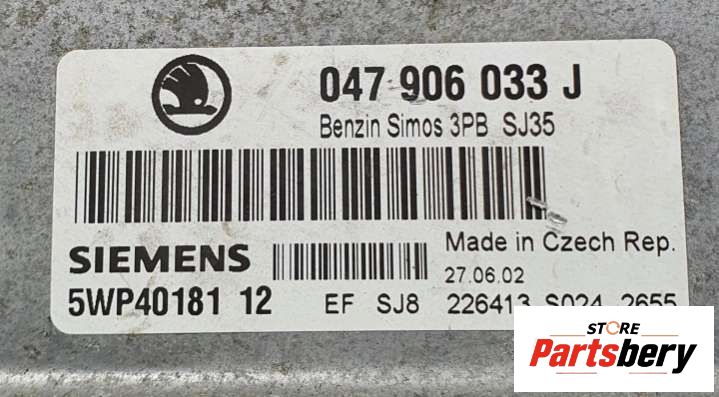 047 906 033 J
Benzin Simos 3PB SJ35
SIEMENS
Made in Czech Rep.
27.06.02
5WP40181 12
EF SJ8 226413 S024 2655
STORE
Partsbery